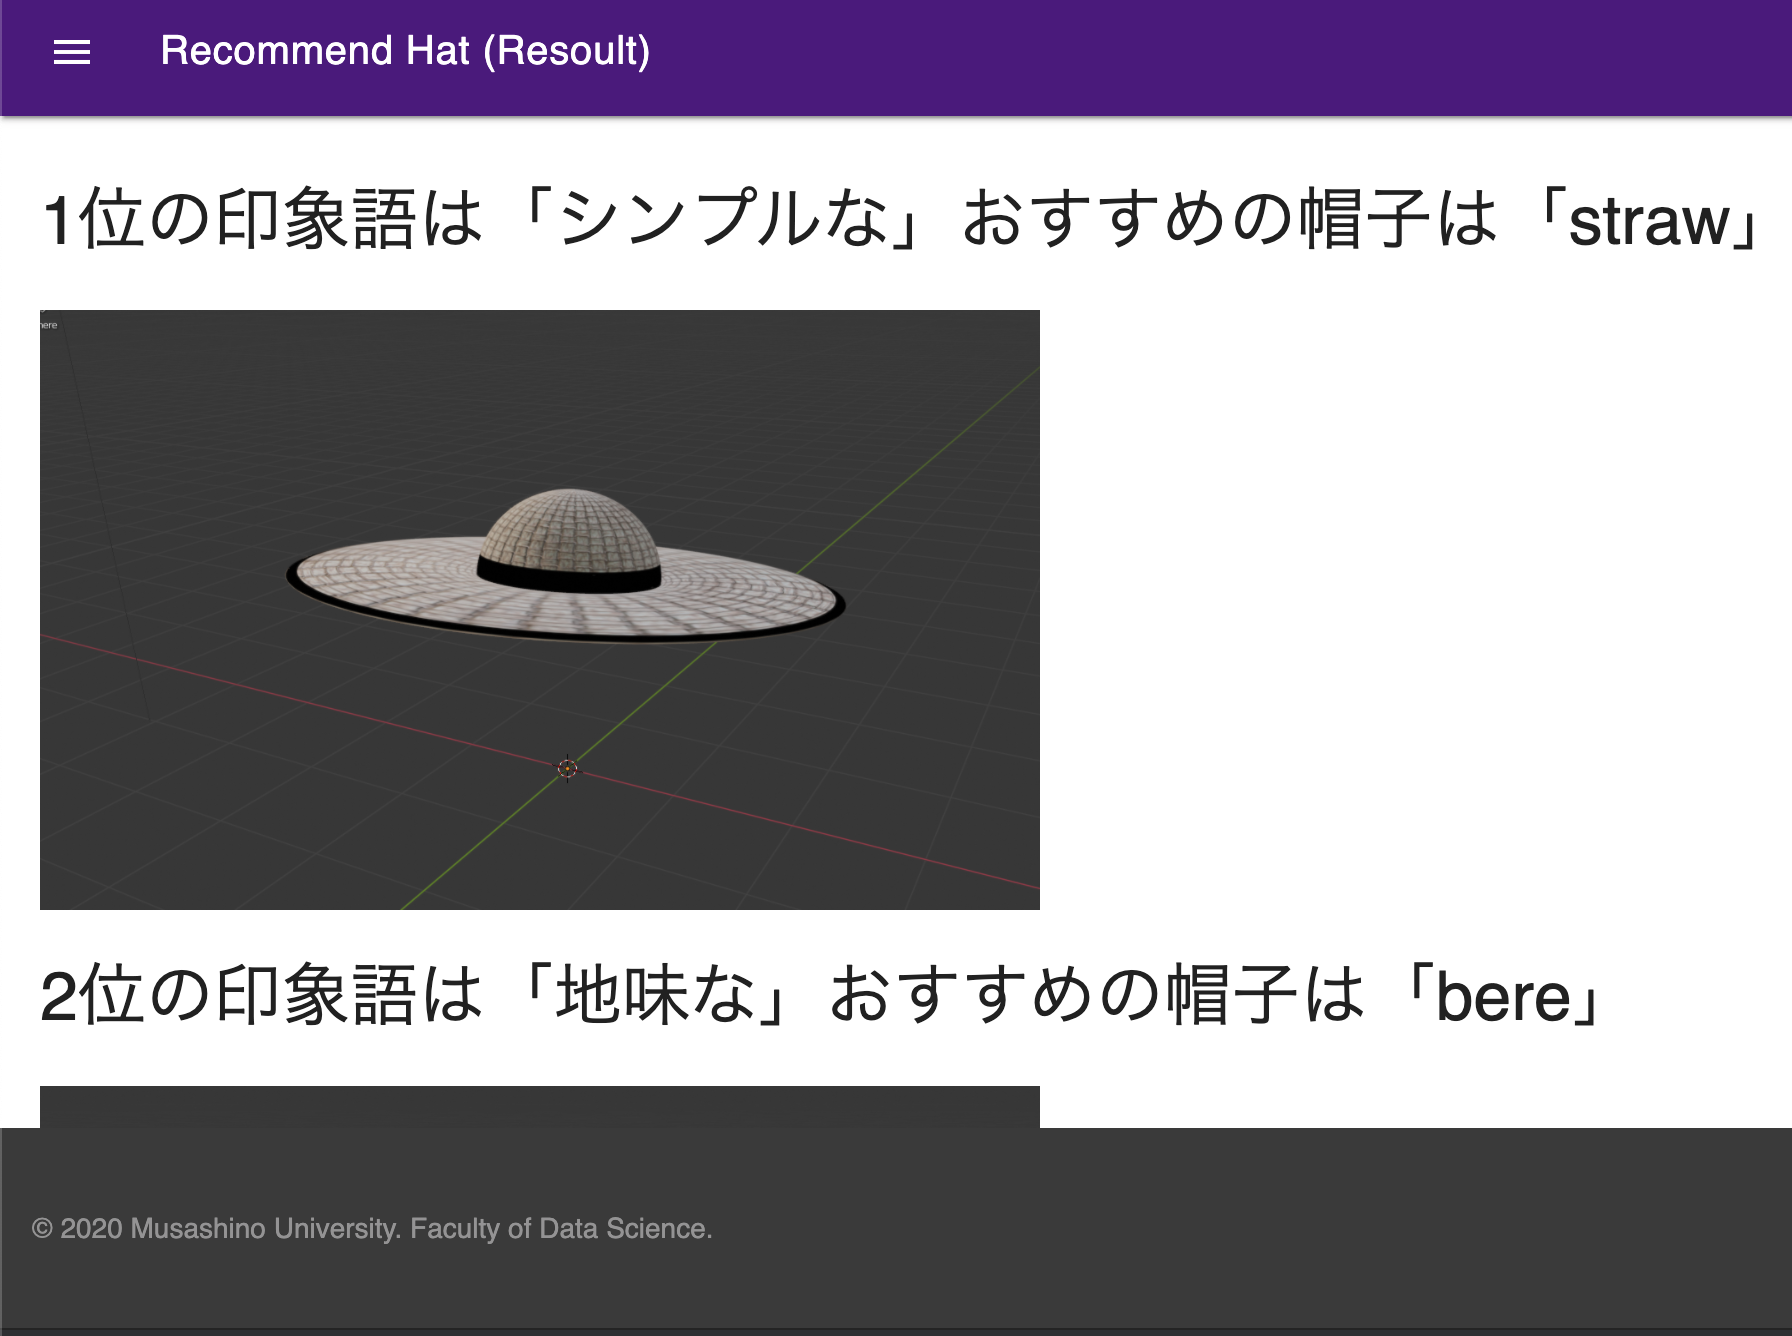 Recommend Hat (Resoult)
1位の印象語は「シンプルな」おすすめの帽子は「straw」
2位の印象語は「地味な」おすすめの帽子は「bere」
© 2020 Musashino University. Faculty of Data Science.